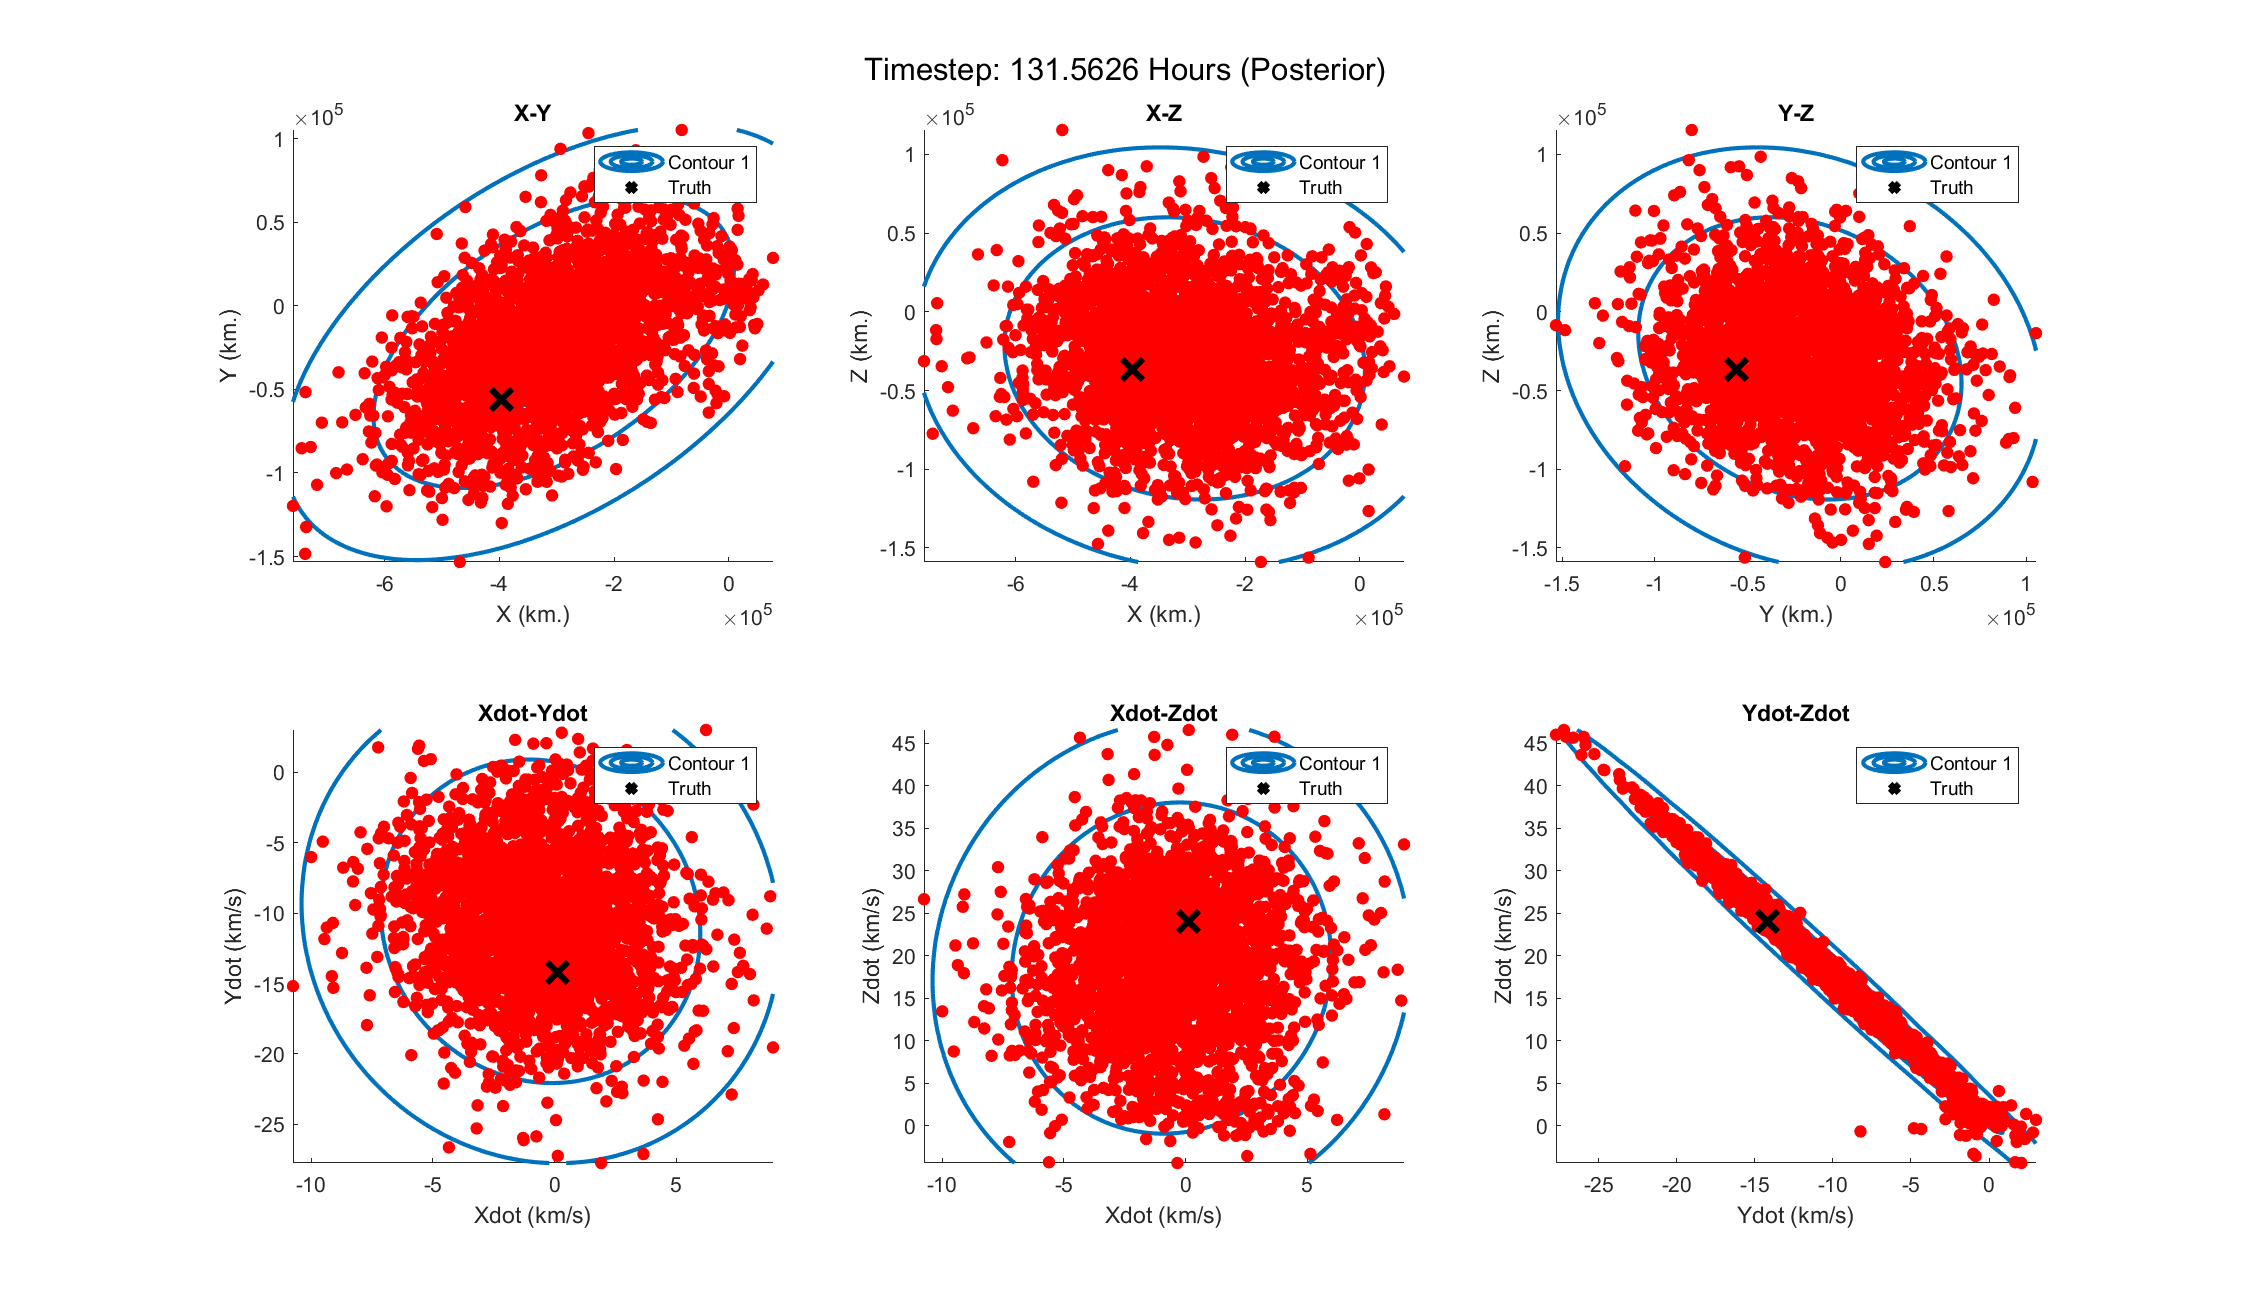 Timestep: 131.5626 Hours (Posterior)
X-Y
×10^5
1
0.5
0
-0.5
-1
-1.5
Y (km.)
-6 -4 -2 0
X (km.)
×10^5
Contour 1
Truth
X-Z
×10^5
1
0.5
0
-0.5
-1
-1.5
Z (km.)
-6 -4 -2 0
X (km.)
×10^5
Contour 1
Truth
Y-Z
×10^5
1
0.5
0
-0.5
-1
-1.5
Z (km.)
-1.5 -1 -0.5 0 0.5 1
Y (km.)
×10^5
Contour 1
Truth
Xdot-Ydot
0
-5
-10
-15
-20
-25
Ydot (km/s)
-10 -5 0 5
Xdot (km/s)
Contour 1
Truth
Xdot-Zdot
45
40
35
30
25
20
15
10
5
0
Zdot (km/s)
-10 -5 0 5
Xdot (km/s)
Contour 1
Truth
Ydot-Zdot
45
40
35
30
25
20
15
10
5
0
Zdot (km/s)
-25 -20 -15 -10 -5 0
Ydot (km/s)
Contour 1
Truth